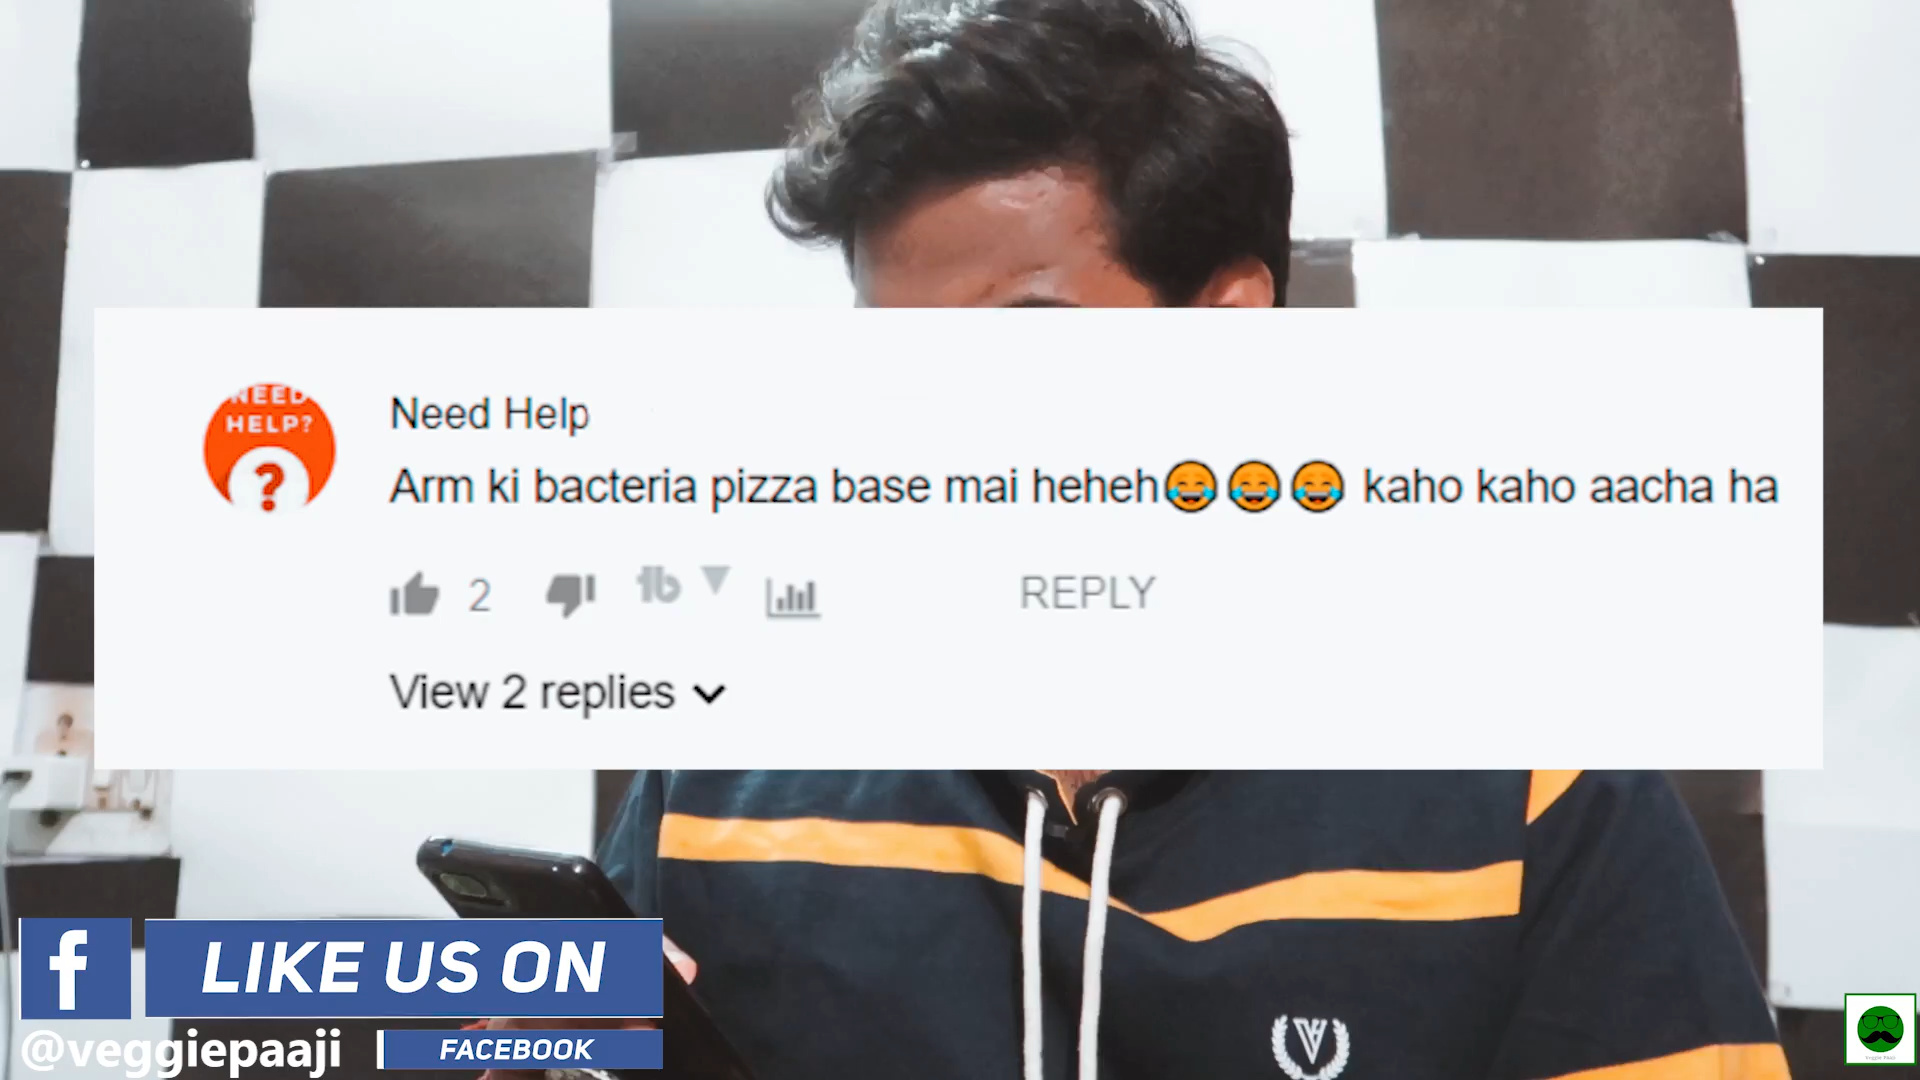 NEED
HELP?
?
Need Help
Arm ki bacteria pizza base mai heheh😂😂😂 kaho kaho aacha ha
2
tb
REPLY
View 2 replies
f
LIKE US ON
@veggiepaaji
FACEBOOK